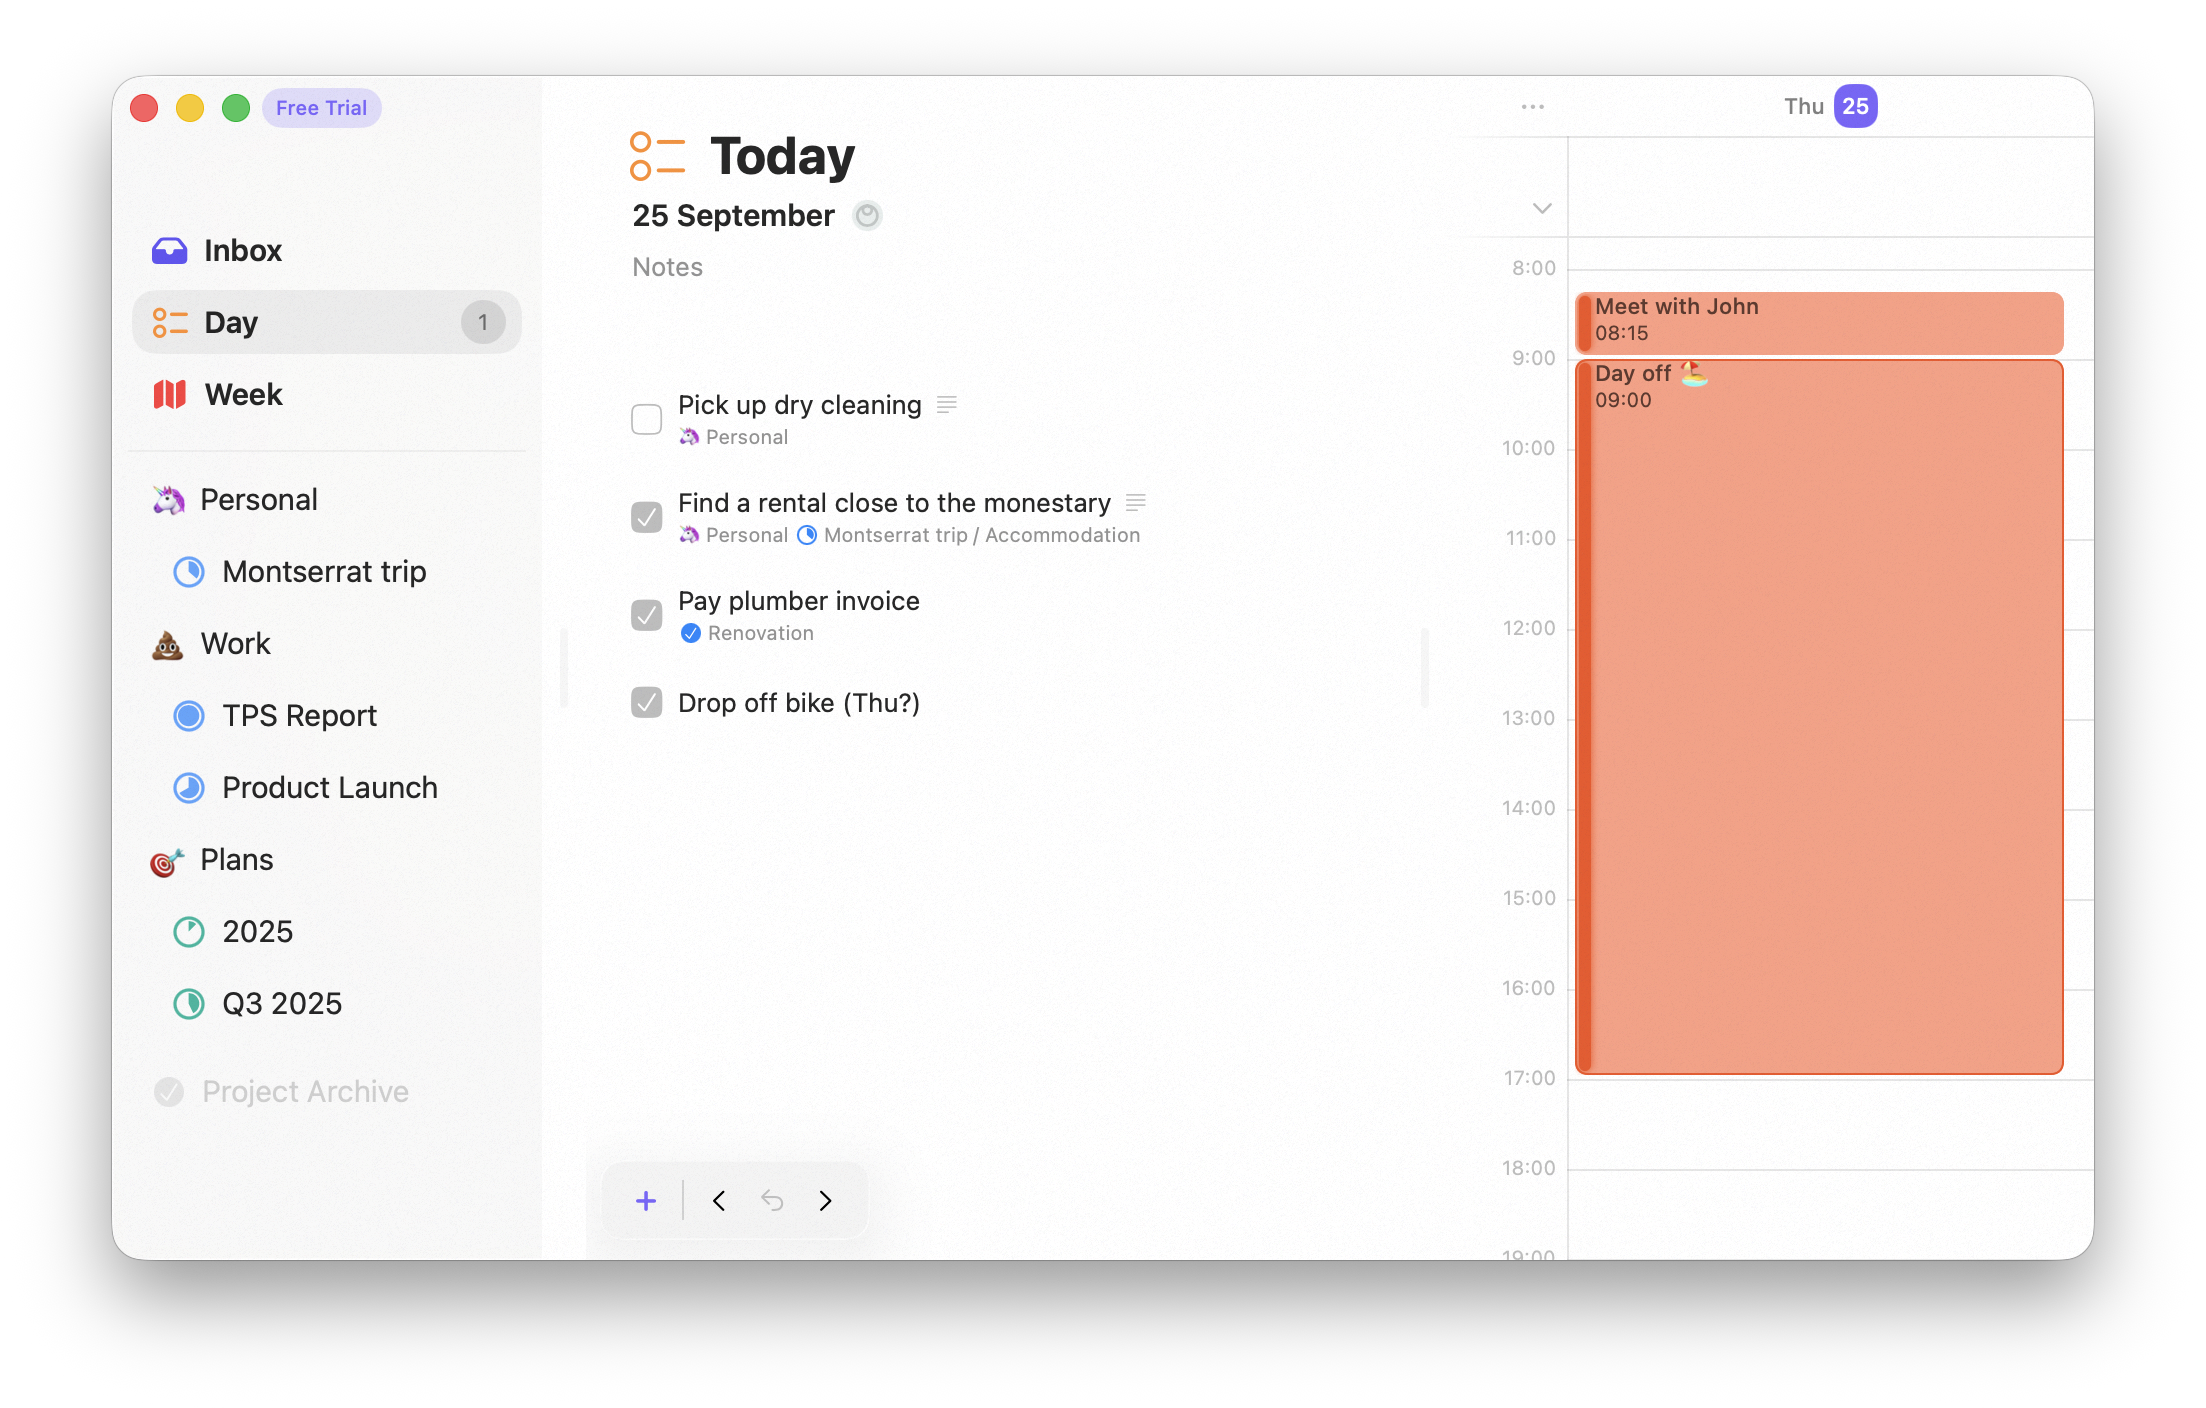 Free Trial
Inbox
Day 1
Week
Personal
Montserrat trip
Work
TPS Report
Product Launch
Plans
2025
Q3 2025
Project Archive
Today
25 September
Notes
Pick up dry cleaning
Personal
Find a rental close to the monestary
Personal Montserrat trip / Accommodation
Pay plumber invoice
Renovation
Drop off bike (Thu?)
Thu 25
8:00
Meet with John
08:15
9:00
Day off
09:00
10:00
11:00
12:00
13:00
14:00
15:00
16:00
17:00
18:00
19:00